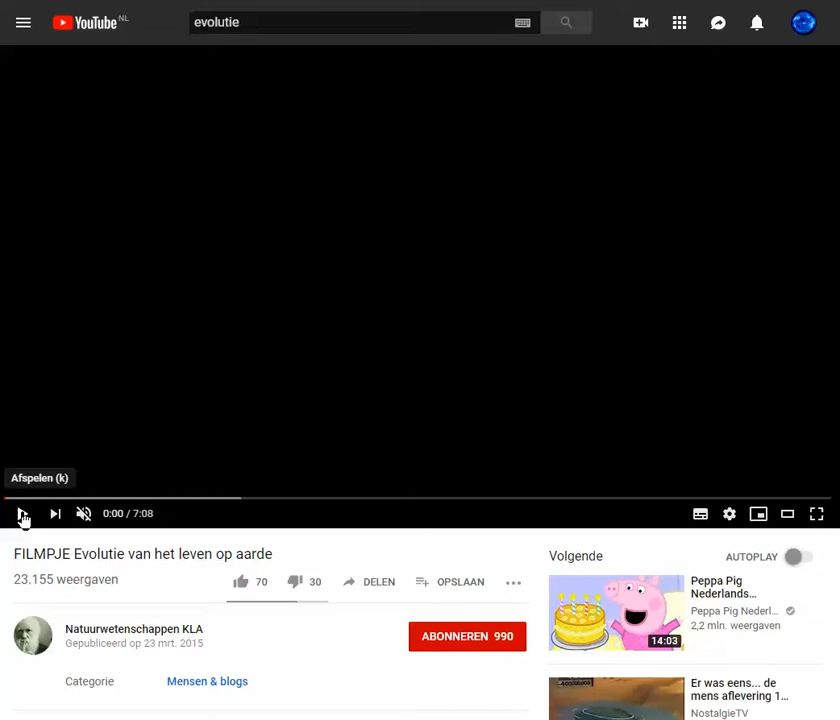 YouTube NL
evolutie
Afspelen (k)
0:00 / 7:08
FILMPJE Evolutie van het leven op aarde
23.155 weergaven
70
30
DELEN
OPSLAAN
Natuurwetenschappen KLA
Gepubliceerd op 23 mrt. 2015
ABONNEREN 990
Categorie
Mensen & blogs
Volgende
AUTOPLAY
14:03
Peppa Pig
Nederlands...
Peppa Pig Nederl...
2,2 mln. weergaven
Er was eens... de
mens aflevering 1...
NostalgieTV